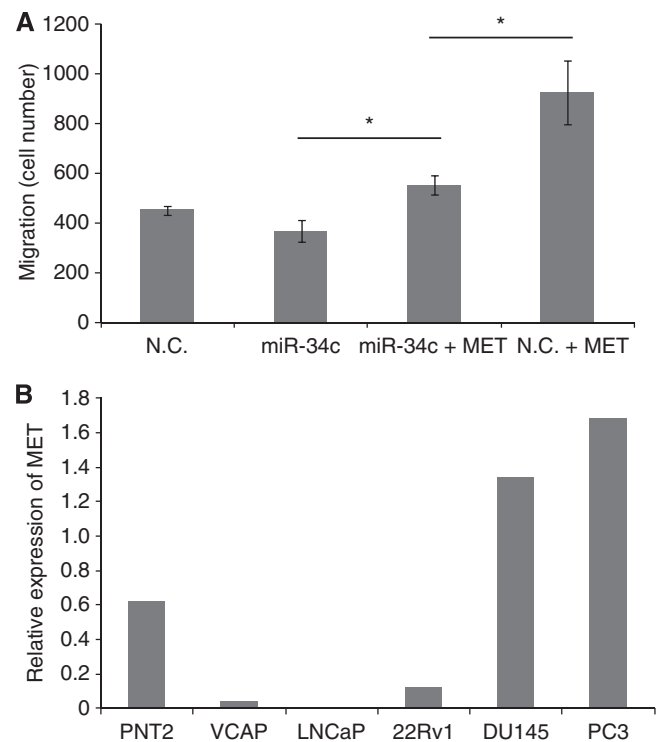 A
Migration (cell number)
1200
1000
800
600
400
200
0
*
*
N.C.
miR-34c
miR-34c + MET
N.C. + MET
B
Relative expression of MET
1.8
1.6
1.4
1.2
1.0
0.8
0.6
0.4
0.2
0
PNT2
VCAP
LNCaP
22Rv1
DU145
PC3